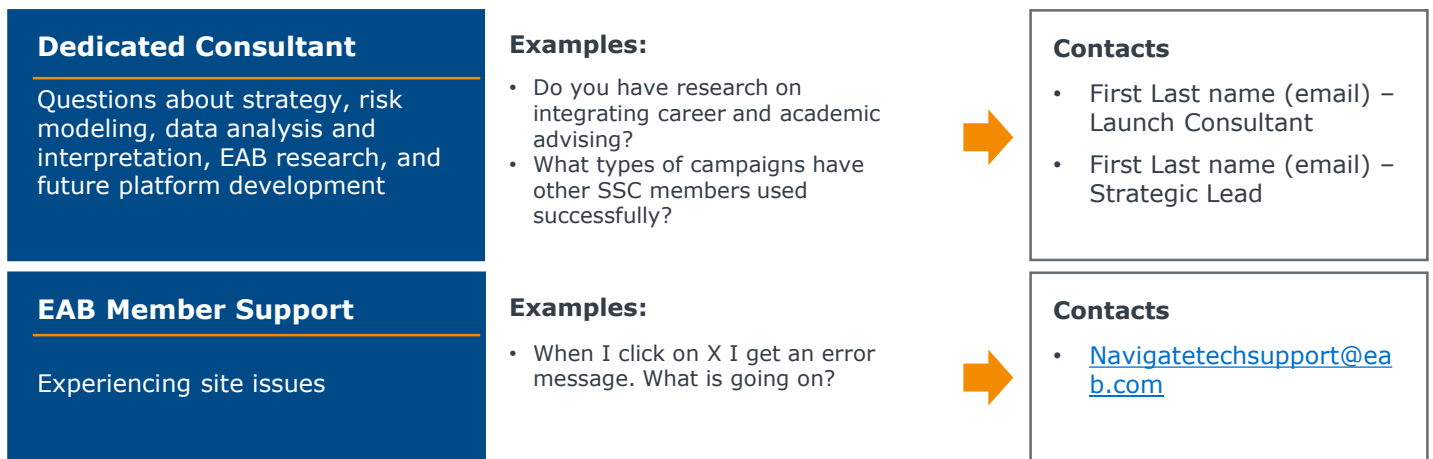 Dedicated Consultant
Questions about strategy, risk
modeling, data analysis and
interpretation, EAB research, and
future platform development
Examples:
• Do you have research on
integrating career and academic
advising?
• What types of campaigns have
other SSC members used
successfully?
Contacts
• First Last name (email) –
Launch Consultant
• First Last name (email) –
Strategic Lead
EAB Member Support
Experiencing site issues
Examples:
• When I click on X I get an error
message. What is going on?
Contacts
• Navigatetechsupport@ea
b.com